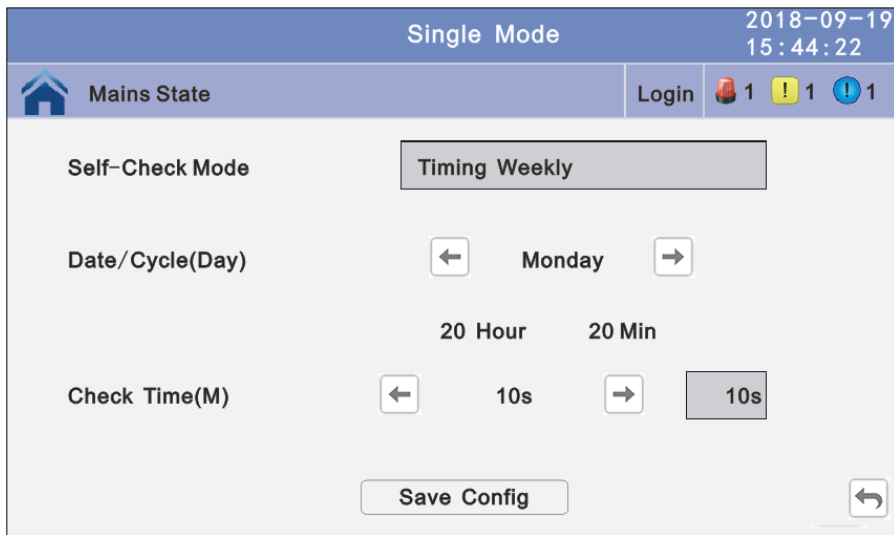 Single Mode
2018-09-19
15:44:22
Mains State
Login
1
! 1
! 1
Self-Check Mode
Timing Weekly
Date/Cycle(Day)
Monday
20 Hour 20 Min
Check Time(M)
10s
10s
Save Config